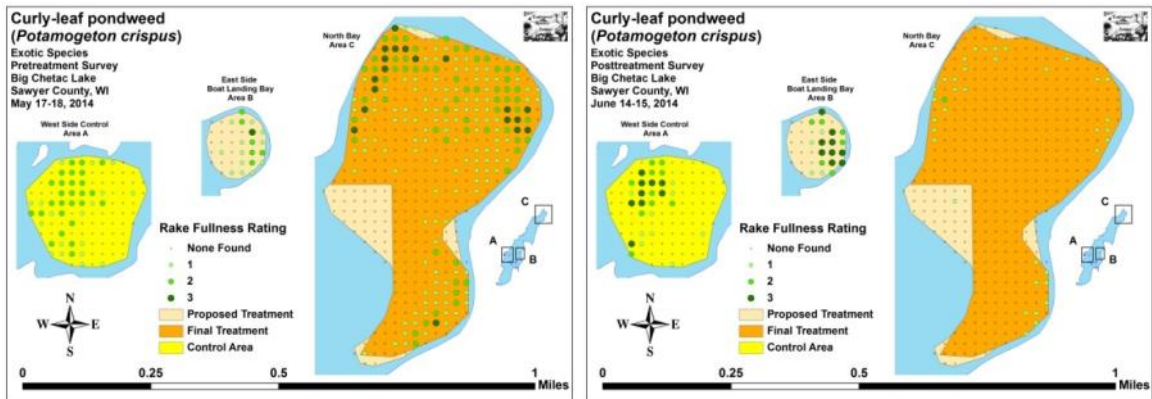 Curly-leaf pondweed
(Potamogeton crispus)
Exotic Species
Pretreatment Survey
Big Chetac Lake
Sawyer County, WI
May 17-18, 2014
North Bay
Area C
East Side
Boat Landing Bay
Area B
West Side Control
Area A
C
A
B
Rake Fullness Rating
None Found
1
2
3
Proposed Treatment
Final Treatment
Control Area
N
W E
S
0 0.25 0.5 1
Miles
Curly-leaf pondweed
(Potamogeton crispus)
Exotic Species
Posttreatment Survey
Big Chetac Lake
Sawyer County, WI
June 14-15, 2014
North Bay
Area C
East Side
Boat Landing Bay
Area B
West Side Control
Area A
C
A
B
Rake Fullness Rating
None Found
1
2
3
Proposed Treatment
Final Treatment
Control Area
N
W E
S
0 0.25 0.5 1
Miles